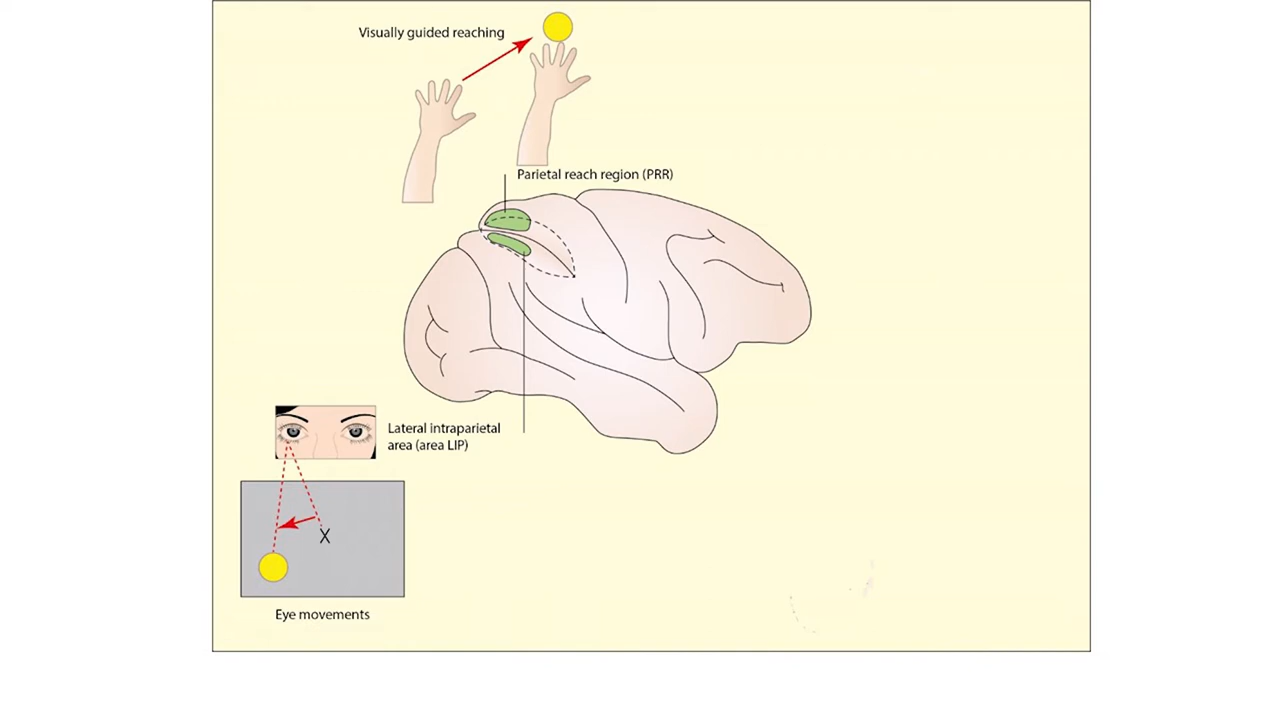 Visually guided reaching
Parietal reach region (PRR)
Lateral intraparietal
area (area LIP)
X
Eye movements